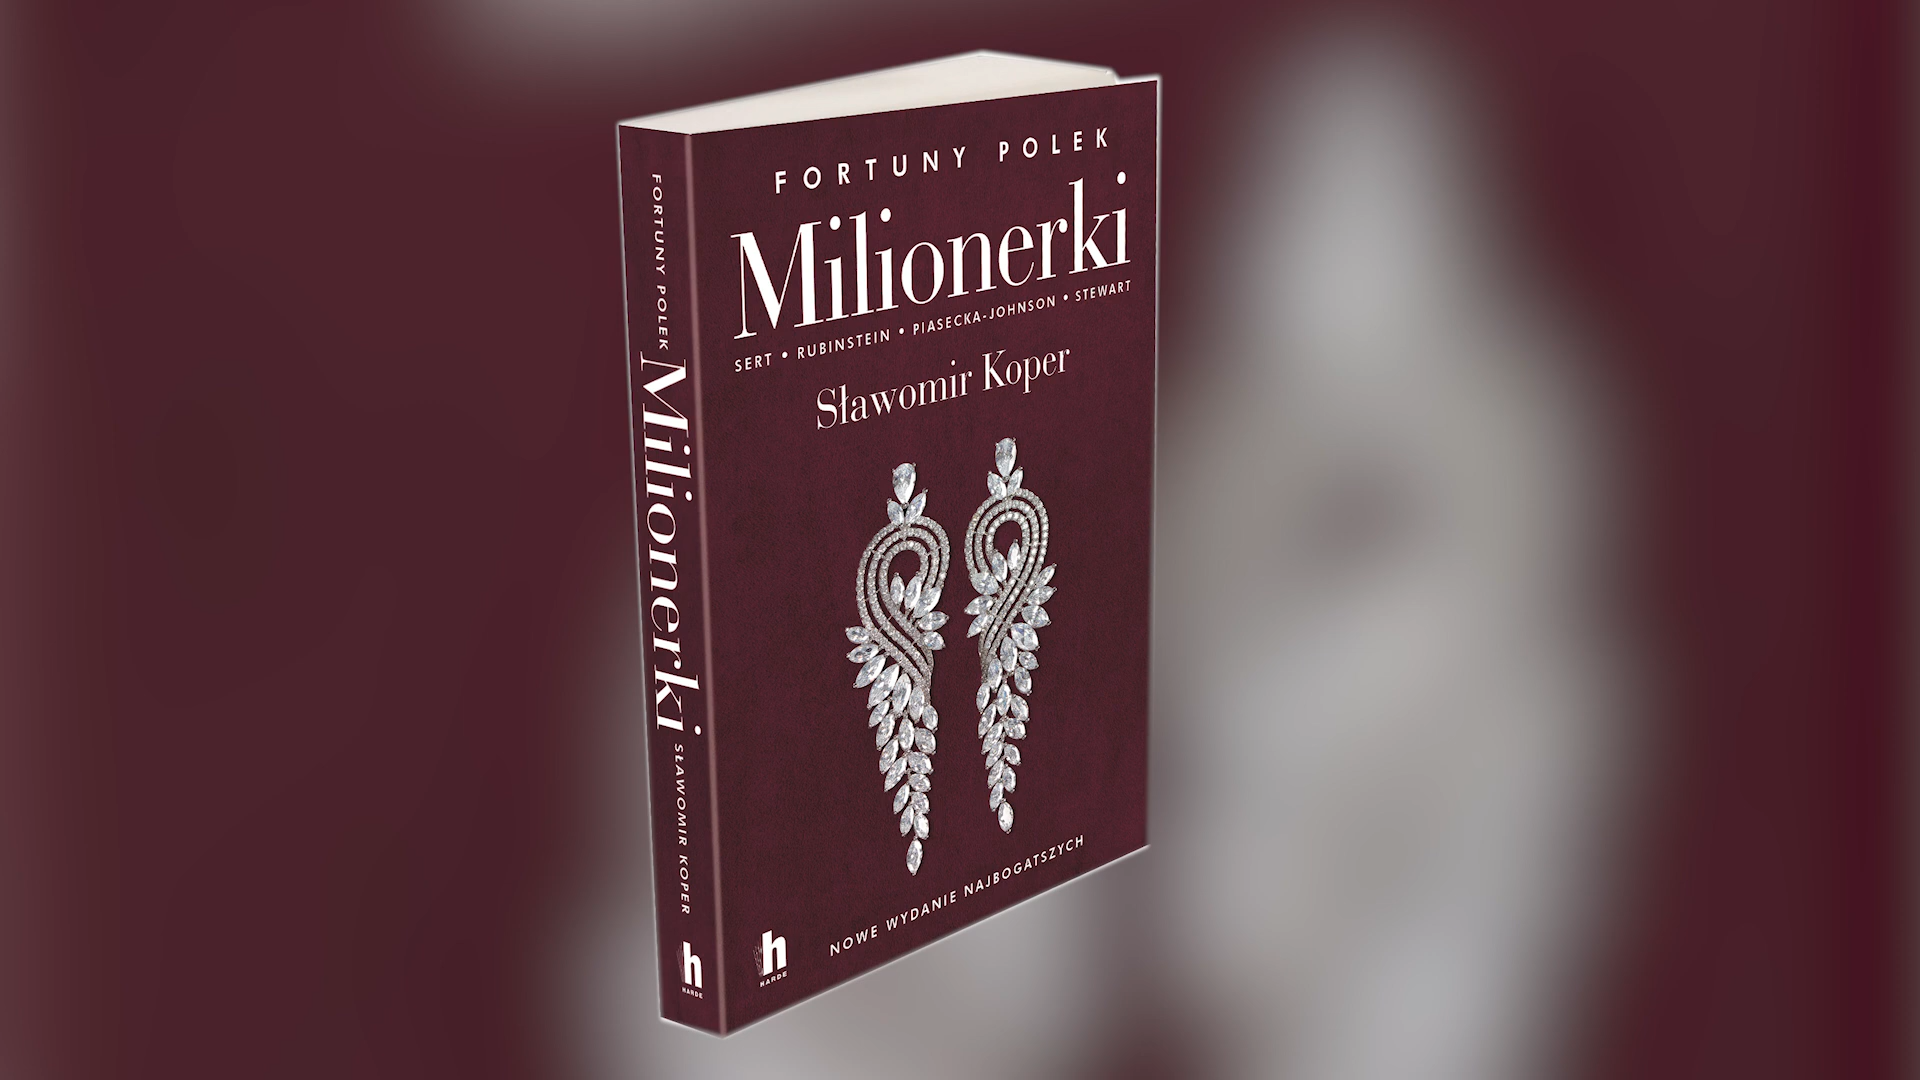 FORTUNY POLEK
Milionerki
SERT • RUBINSTEIN • PIASECKA-JOHNSON • STEWART
Sławomir Koper
NOWE WYDANIE NAJBOGATSZYCH
h
HARDE
FORTUNY POLEK Milionerki SŁAWOMIR KOPER
h
HARDE